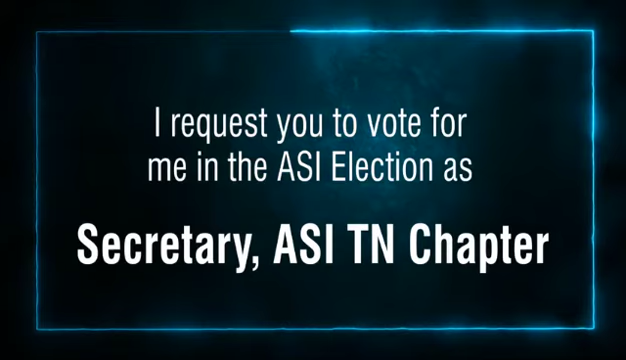 I request you to vote for
me in the ASI Election as
Secretary, ASI TN Chapter